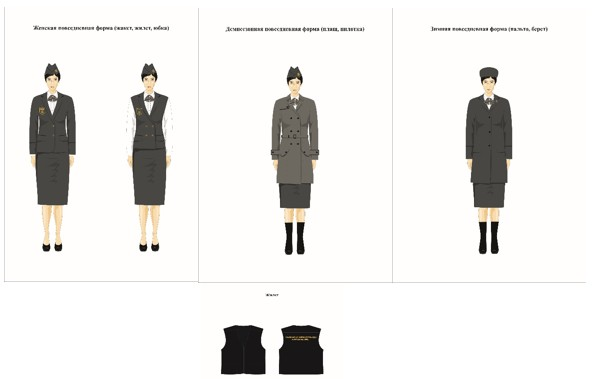 Женская повседневная форма (жакет, жилет, юбка)
Демисезонная повседневная форма (плащ, пилотка)
Зимняя повседневная форма (пальто, берет)
Жилет